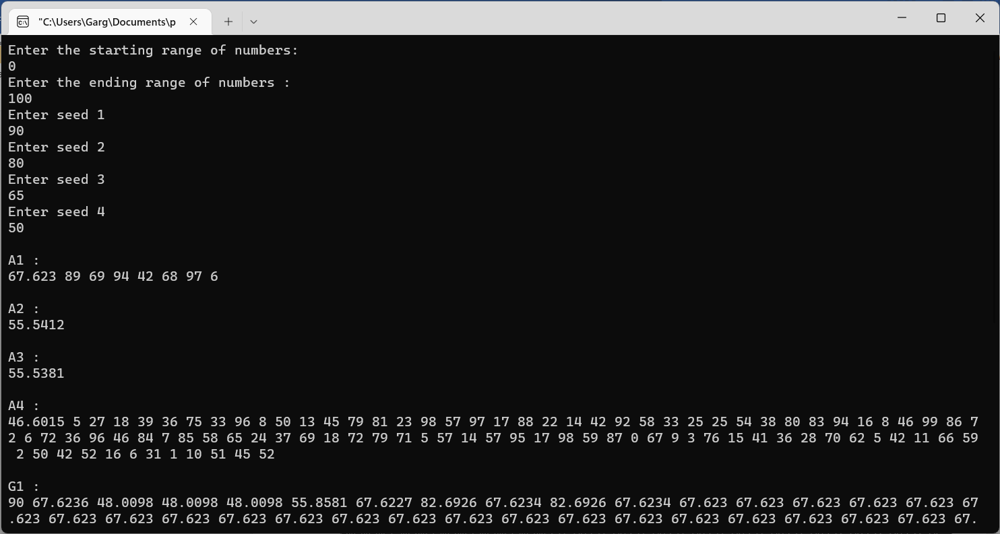 "C:\Users\Garg\Documents\p
Enter the starting range of numbers:
0
Enter the ending range of numbers :
100
Enter seed 1
90
Enter seed 2
80
Enter seed 3
65
Enter seed 4
50
A1 :
67.623 89 69 94 42 68 97 6
A2 :
55.5412
A3 :
55.5381
A4 :
46.6015 5 27 18 39 36 75 33 96 8 50 13 45 79 81 23 98 57 97 17 88 22 14 42 92 58 33 25 25 54 38 80 83 94 16 8 46 99 86 7
2 6 72 36 96 46 84 7 85 58 65 24 37 69 18 72 79 71 5 57 14 57 95 17 98 59 87 0 67 9 3 76 15 41 36 28 70 62 5 42 11 66 59
2 50 42 52 16 6 31 1 10 51 45 52
G1 :
90 67.6236 48.0098 48.0098 48.0098 55.8581 67.6227 82.6926 67.6234 82.6926 67.6234 67.623 67.623 67.623 67.623 67.623 67
.623 67.623 67.623 67.623 67.623 67.623 67.623 67.623 67.623 67.623 67.623 67.623 67.623 67.623 67.623 67.623 67.623 67.